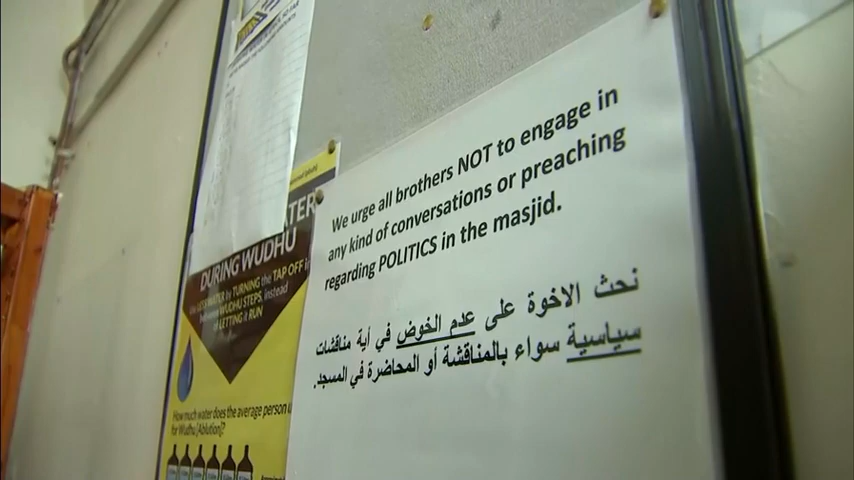 We urge all brothers NOT to engage in
any kind of conversations or preaching
regarding POLITICS in the masjid.
نحث الاخوة على عدم الخوض في أية مناقشات
سياسية سواء بالمناقشة أو المحاضرة في المسجد.
DURING WUDHU
by TURNING the TAP OFF
WUDHU STEPS, instead
of LETTING it RUN
How much water does the average person
for Wudhu [Ablution]?